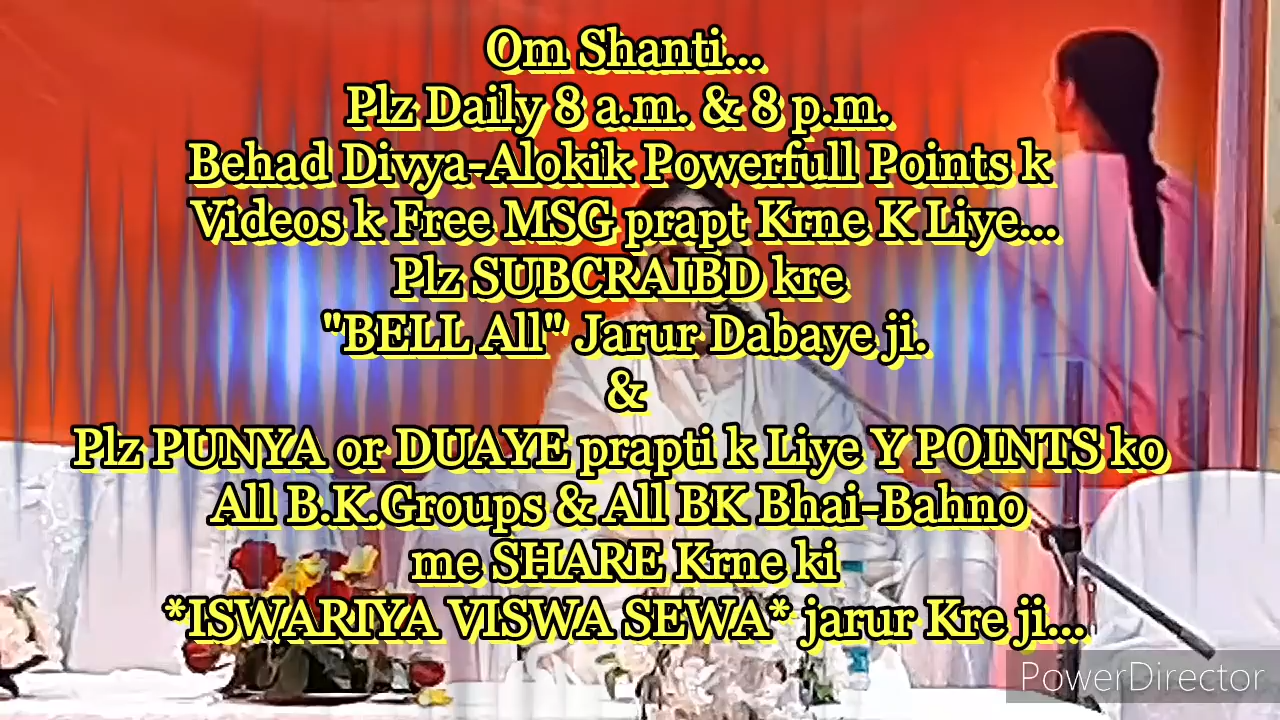 Om Shanti...
Plz Daily 8 a.m. & 8 p.m.
Behad Divya-Alokik Powerfull Points k
Videos k Free MSG prapt Krne K Liye...
Plz SUBCRAIBD kre
"BELL All" Jarur Dabaye ji.
&
Plz PUNYA or DUAYE prapti k Liye Y POINTS ko
All B.K.Groups & All BK Bhai-Bahno
me SHARE Krne ki
*ISWARIYA VISWA SEWA* jarur Kre ji...
PowerDirector